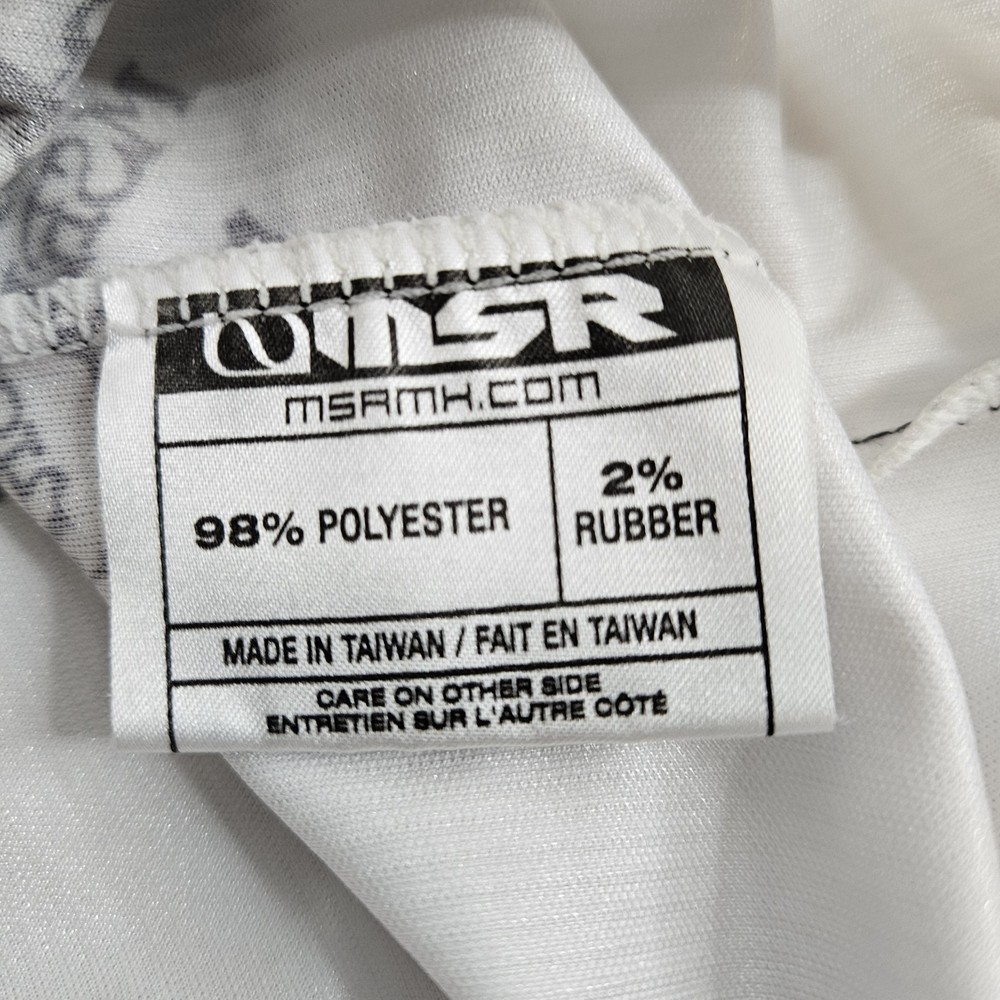 MSR
MSRMX.COM
98% POLYESTER
2%
RUBBER
MADE IN TAIWAN / FAIT EN TAIWAN
CARE ON OTHER SIDE
ENTRETIEN SUR L'AUTRE CÔTÉ